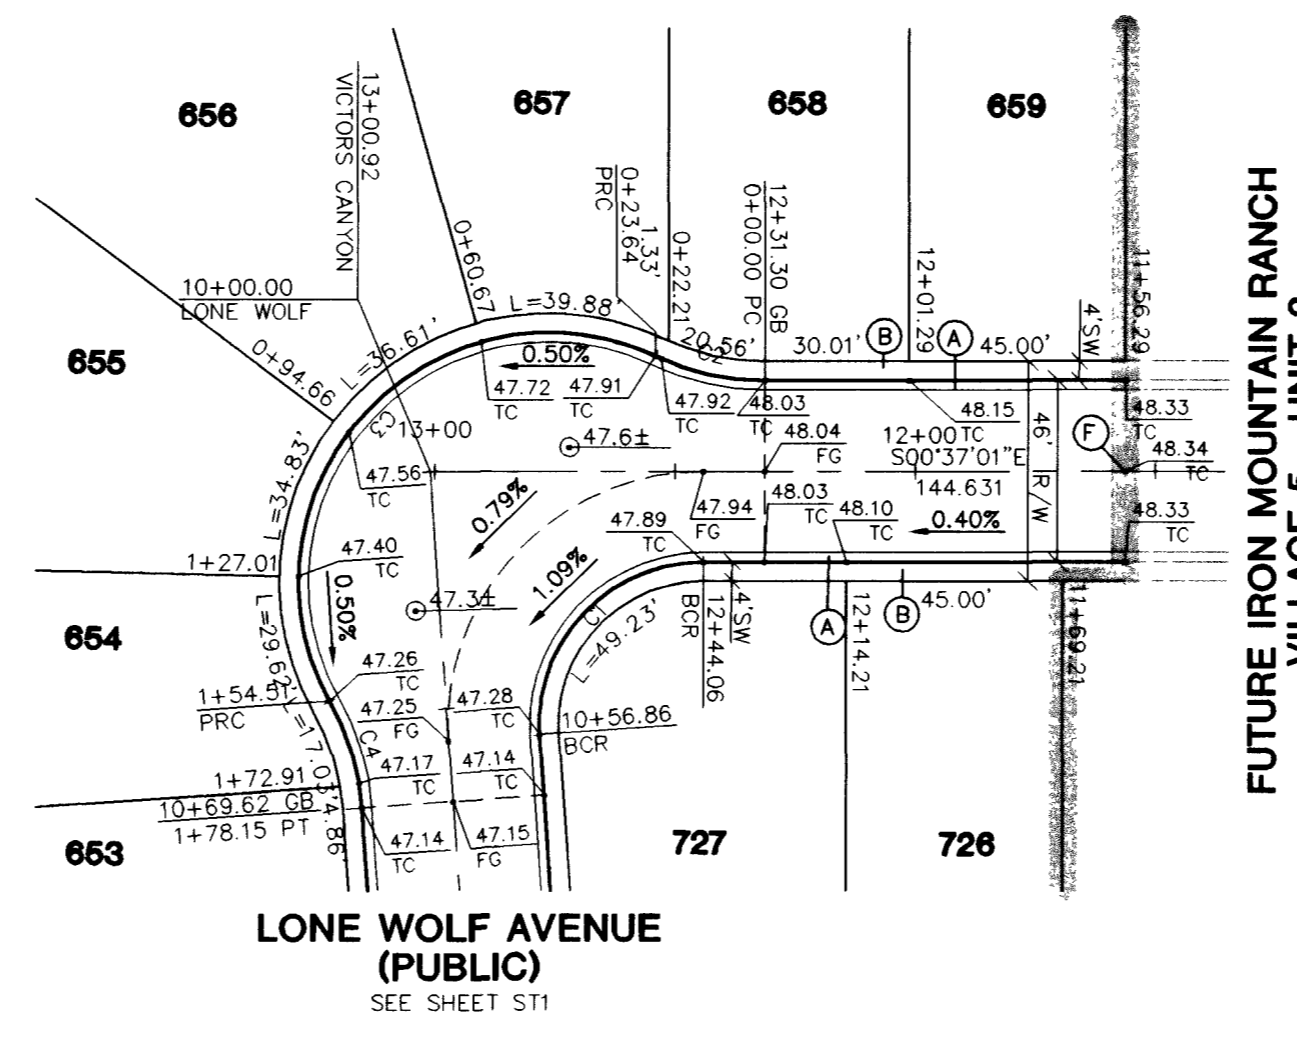 656
657
658
659
13+00.92
VICTORS CANYON
10+00.00
LONE WOLF
0+60.67
0+23.64
PRC
1.33'
0+22.21
12+31.30 GB
0+00.00 PC
12+01.29
11+56.29
4'SW
L=39.88'
20.56'
C2
30.01'
B
A
45.00'
655
0+94.66
L=36.61'
0.50%
47.72
TC
47.91
TC
47.92
TC
48.03
TC
48.15
TC
48.33
TC
C3
13+00
47.6±
48.04
FG
12+00
S00°37'01"E
144.631
46' R/W
F
48.34
TC
47.56
TC
L=34.83'
0.79%
47.94
FG
48.03
TC
48.10
TC
0.40%
48.33
TC
47.89
TC
1+27.01
47.40
TC
1.09%
0.50%
47.3±
C1
L=49.23'
BCR
12+44.06
4'SW
A
12+14.21
B
45.00'
11+69.21
654
L=29.62'
47.26
TC
1+54.57
PRC
47.25
FG
47.28
TC
10+56.86
BCR
L=17.03'
C4
1+72.91
10+69.62 GB
1+78.15 PT
4.86'
47.17
TC
47.14
TC
47.14
TC
47.15
FG
653
727
726
LONE WOLF AVENUE
(PUBLIC)
SEE SHEET ST1
FUTURE IRON MOUNTAIN RANCH